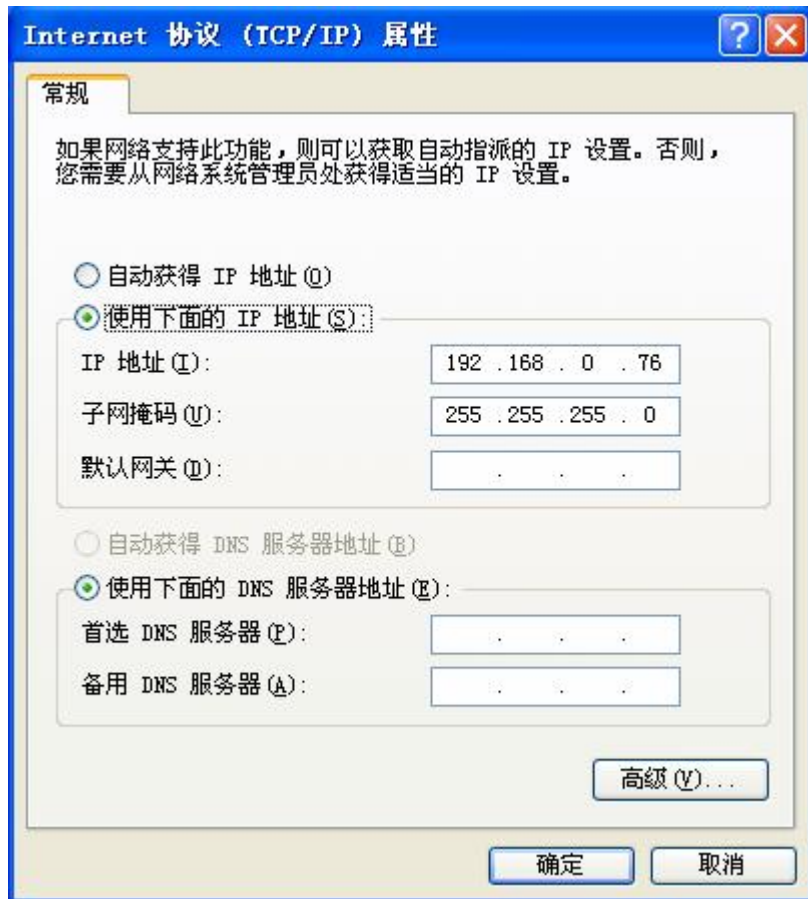 Internet 协议 (TCP/IP) 属性
常规
如果网络支持此功能，则可以获取自动指派的 IP 设置。否则，
您需要从网络系统管理员处获得适当的 IP 设置。
自动获得 IP 地址(O)
使用下面的 IP 地址(S):
IP 地址(I): 192 .168 . 0 . 76
子网掩码(U): 255 .255 .255 . 0
默认网关(D): . . .
自动获得 DNS 服务器地址(B)
使用下面的 DNS 服务器地址(E):
首选 DNS 服务器(P): . . .
备用 DNS 服务器(A): . . .
高级(V)...
确定 取消